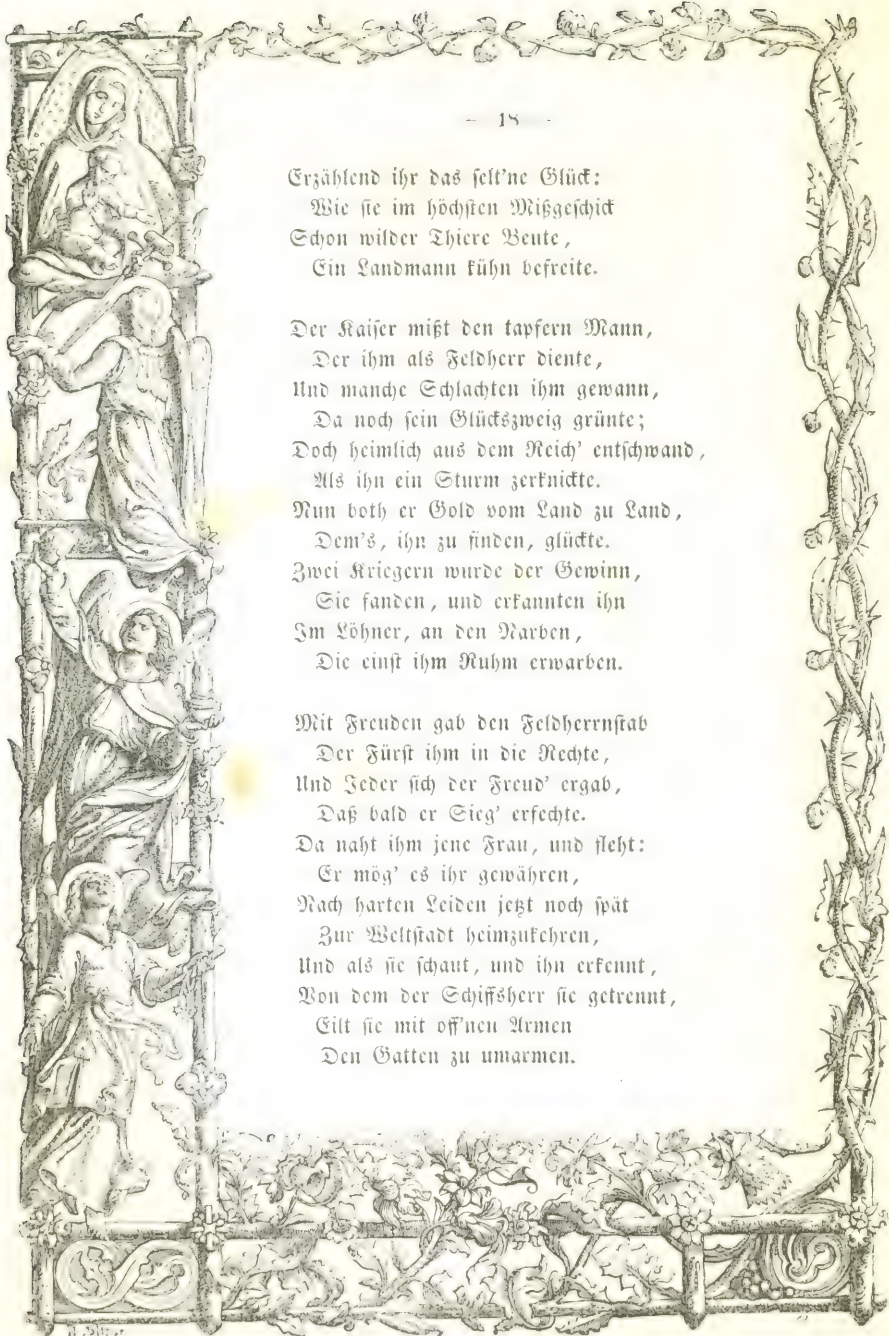 – 18 –
Erzählend ihr das selt'ne Glück:
Wie sie im höchsten Mißgeschick
Schon wilder Thiere Beute,
Ein Landmann kühn befreite.

Der Kaiser mißt den tapfern Mann,
Der ihm als Feldherr diente,
Und manche Schlachten ihm gewann,
Da noch sein Glückszweig grünte;
Doch heimlich aus dem Reich' entschwand,
Als ihn ein Sturm zerknickte.
Nun both er Gold vom Land zu Land,
Dem's, ihn zu finden, glückte.
Zwei Kriegern wurde der Gewinn,
Sie fanden, und erkannten ihn
Im Löhner, an den Narben,
Die einst ihm Ruhm erwarben.

Mit Freuden gab den Feldherrnstab
Der Fürst ihm in die Rechte,
Und Jeder sich der Freud' ergab,
Daß bald er Sieg' erfechte.
Da naht ihm jene Frau, und fleht:
Er mög' es ihr gewähren,
Nach harten Leiden jetzt noch spät
Zur Weltstadt heimzukehren,
Und als sie schaut, und ihn erkennt,
Von dem der Schiffsherr sie getrennt,
Eilt sie mit off'nen Armen
Den Gatten zu umarmen.